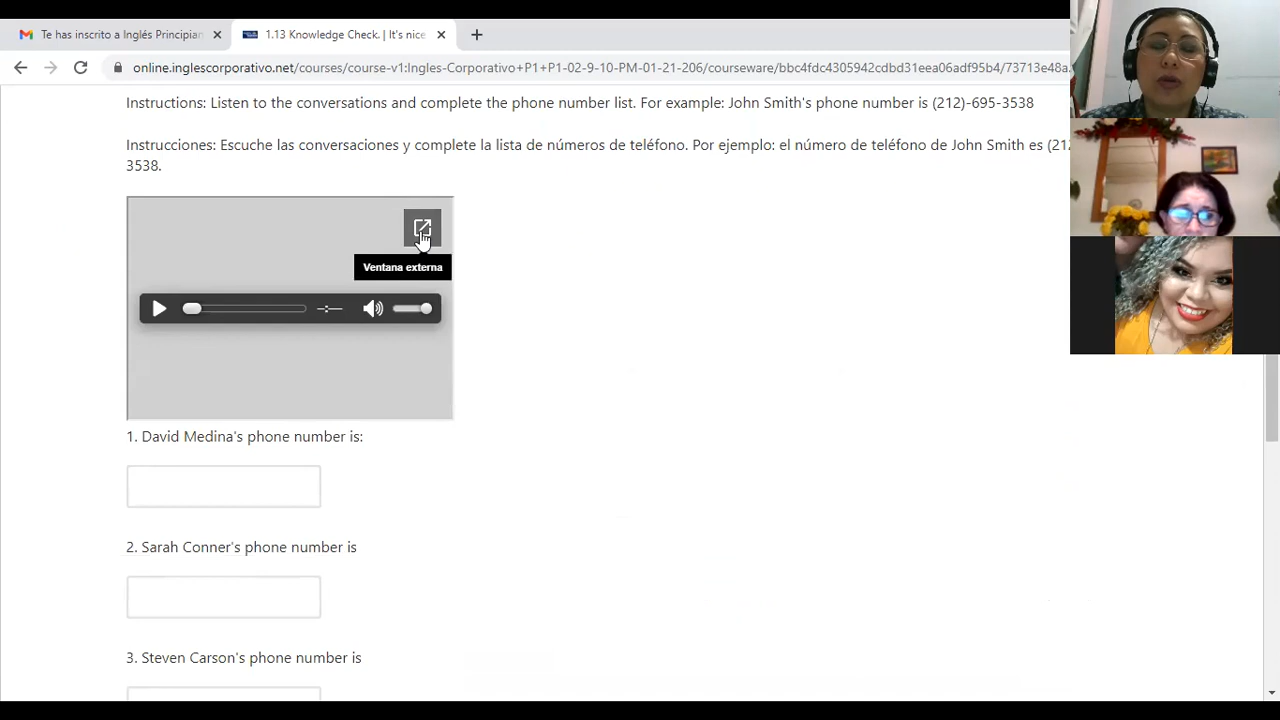 Te has inscrito a Inglés Principian
1.13 Knowledge Check. | It's nice
online.inglescorporativo.net/courses/course-v1:Ingles-Corporativo+P1+P1-02-9-10-PM-01-21-206/courseware/bbc4fdc4305942cdbd31eea06adf95b4/73713e48a
Instructions: Listen to the conversations and complete the phone number list. For example: John Smith's phone number is (212)-695-3538
Instrucciones: Escuche las conversaciones y complete la lista de números de teléfono. Por ejemplo: el número de teléfono de John Smith es (212
3538.
Ventana externa
1. David Medina's phone number is:
2. Sarah Conner's phone number is
3. Steven Carson's phone number is